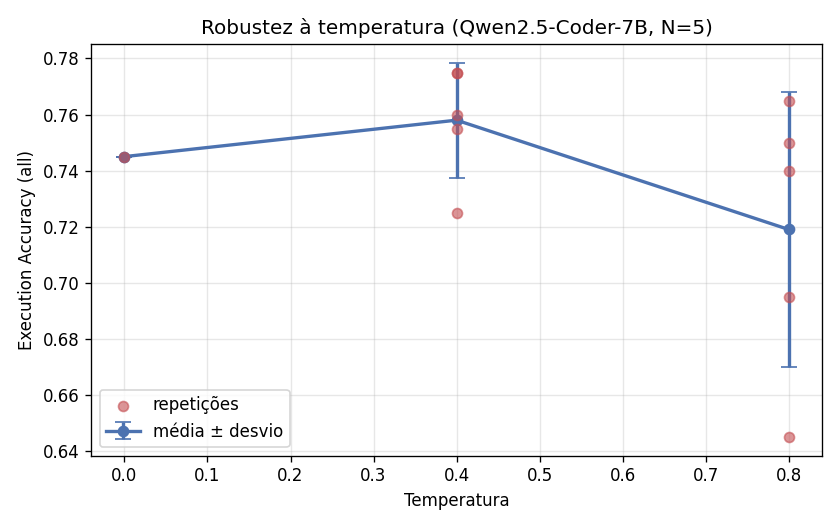 Robustez à temperatura (Qwen2.5-Coder-7B, N=5)
Execution Accuracy (all)
0.78
0.76
0.74
0.72
0.70
0.68
0.66
0.64
repetições
média ± desvio
0.0 0.1 0.2 0.3 0.4 0.5 0.6 0.7 0.8
Temperatura